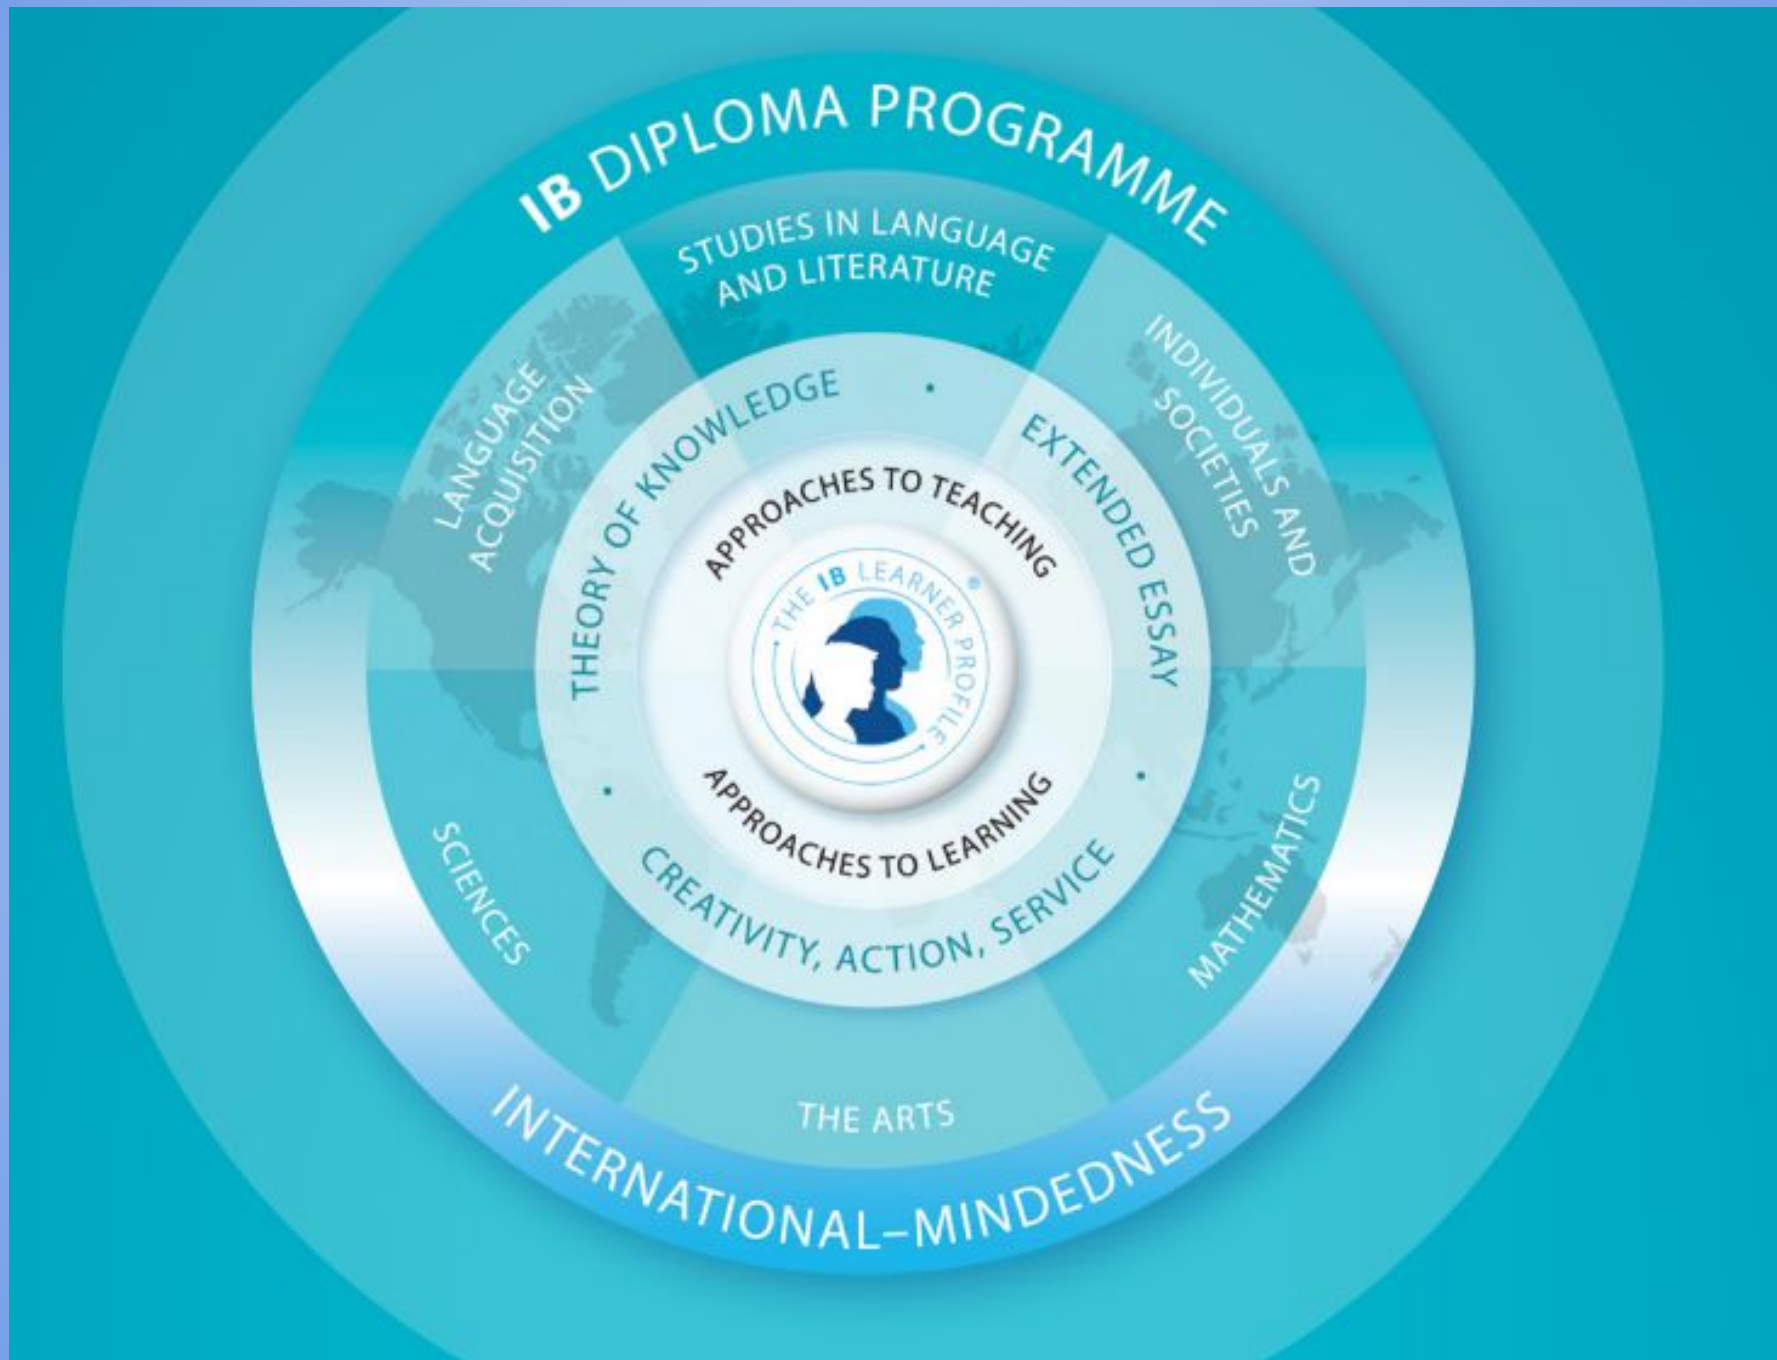 IB DIPLOMA PROGRAMME
STUDIES IN LANGUAGE
AND LITERATURE
LANGUAGE
ACQUISITION
INDIVIDUALS AND
SOCIETIES
THEORY OF KNOWLEDGE
·
EXTENDED ESSAY
APPROACHES TO TEACHING
· THE IB LEARNER PROFILE ·
®
APPROACHES TO LEARNING
·
CREATIVITY, ACTION, SERVICE
·
SCIENCES
MATHEMATICS
THE ARTS
INTERNATIONAL–MINDEDNESS